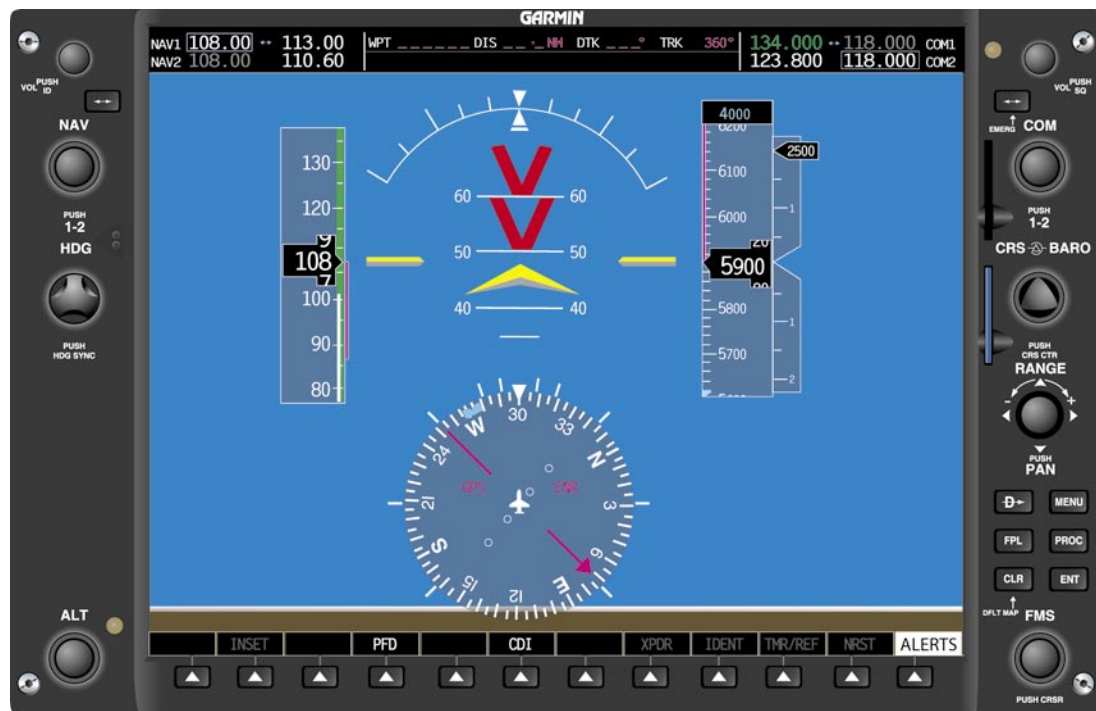 GARMIN
NAV1 108.00 ↔ 113.00 WPT _ _ _ _ _ _ DIS _ _ ._ NM DTK _ _ _° TRK 360° 134.000 ↔ 118.000 COM1
NAV2 108.00 110.60 123.800 118.000 COM2
VOL PUSH ID
VOL PUSH SQ
EMERG
NAV
COM
PUSH
1-2
PUSH
1-2
HDG
CRS BARO
PUSH
HDG SYNC
PUSH
CRS CTR
RANGE
- +
PUSH
PAN
D MENU
FPL PROC
CLR ENT
DFLT MAP
FMS
PUSH CRSR
ALT
130
120
9
108
7
100
90
80
60 60
50 50
40 40
4000
6200
6100
6000
20
5900
5800
5700
2500
1
1
2
30
33
N
3
6
E
12
15
S
21
24
W
GPS ENR
INSET PFD CDI XPDR IDENT TMR/REF NRST ALERTS